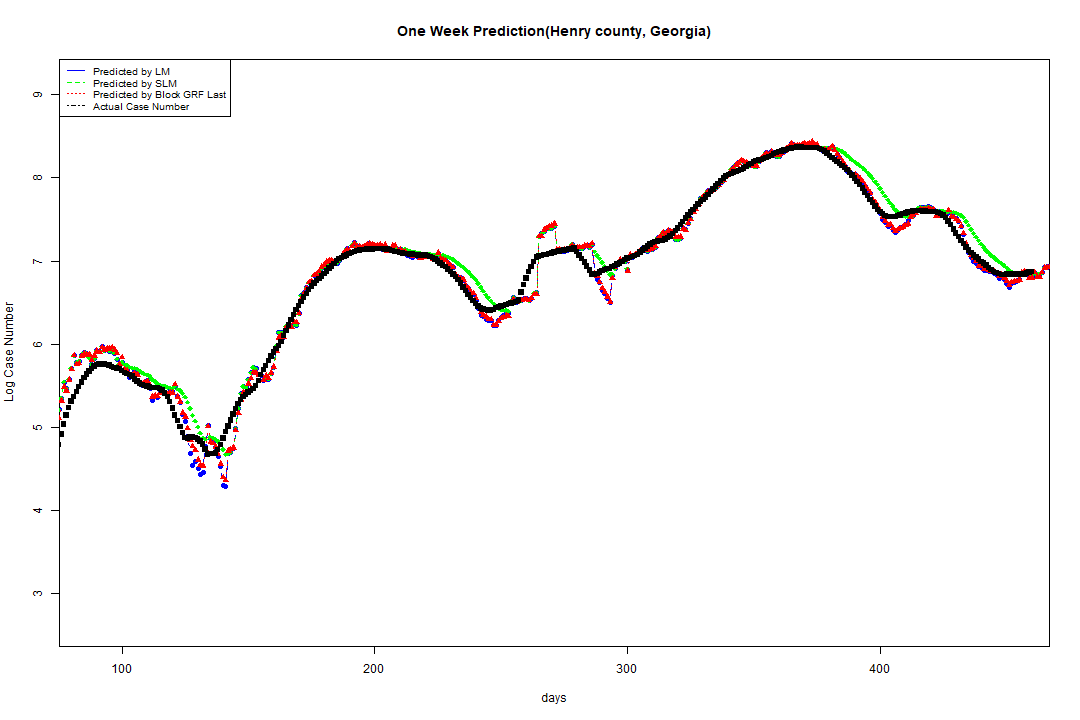 One Week Prediction(Henry county, Georgia)
Predicted by LM
Predicted by SLM
Predicted by Block GRF Last
Actual Case Number
9
8
7
6
5
4
3
Log Case Number
100
200
300
400
days